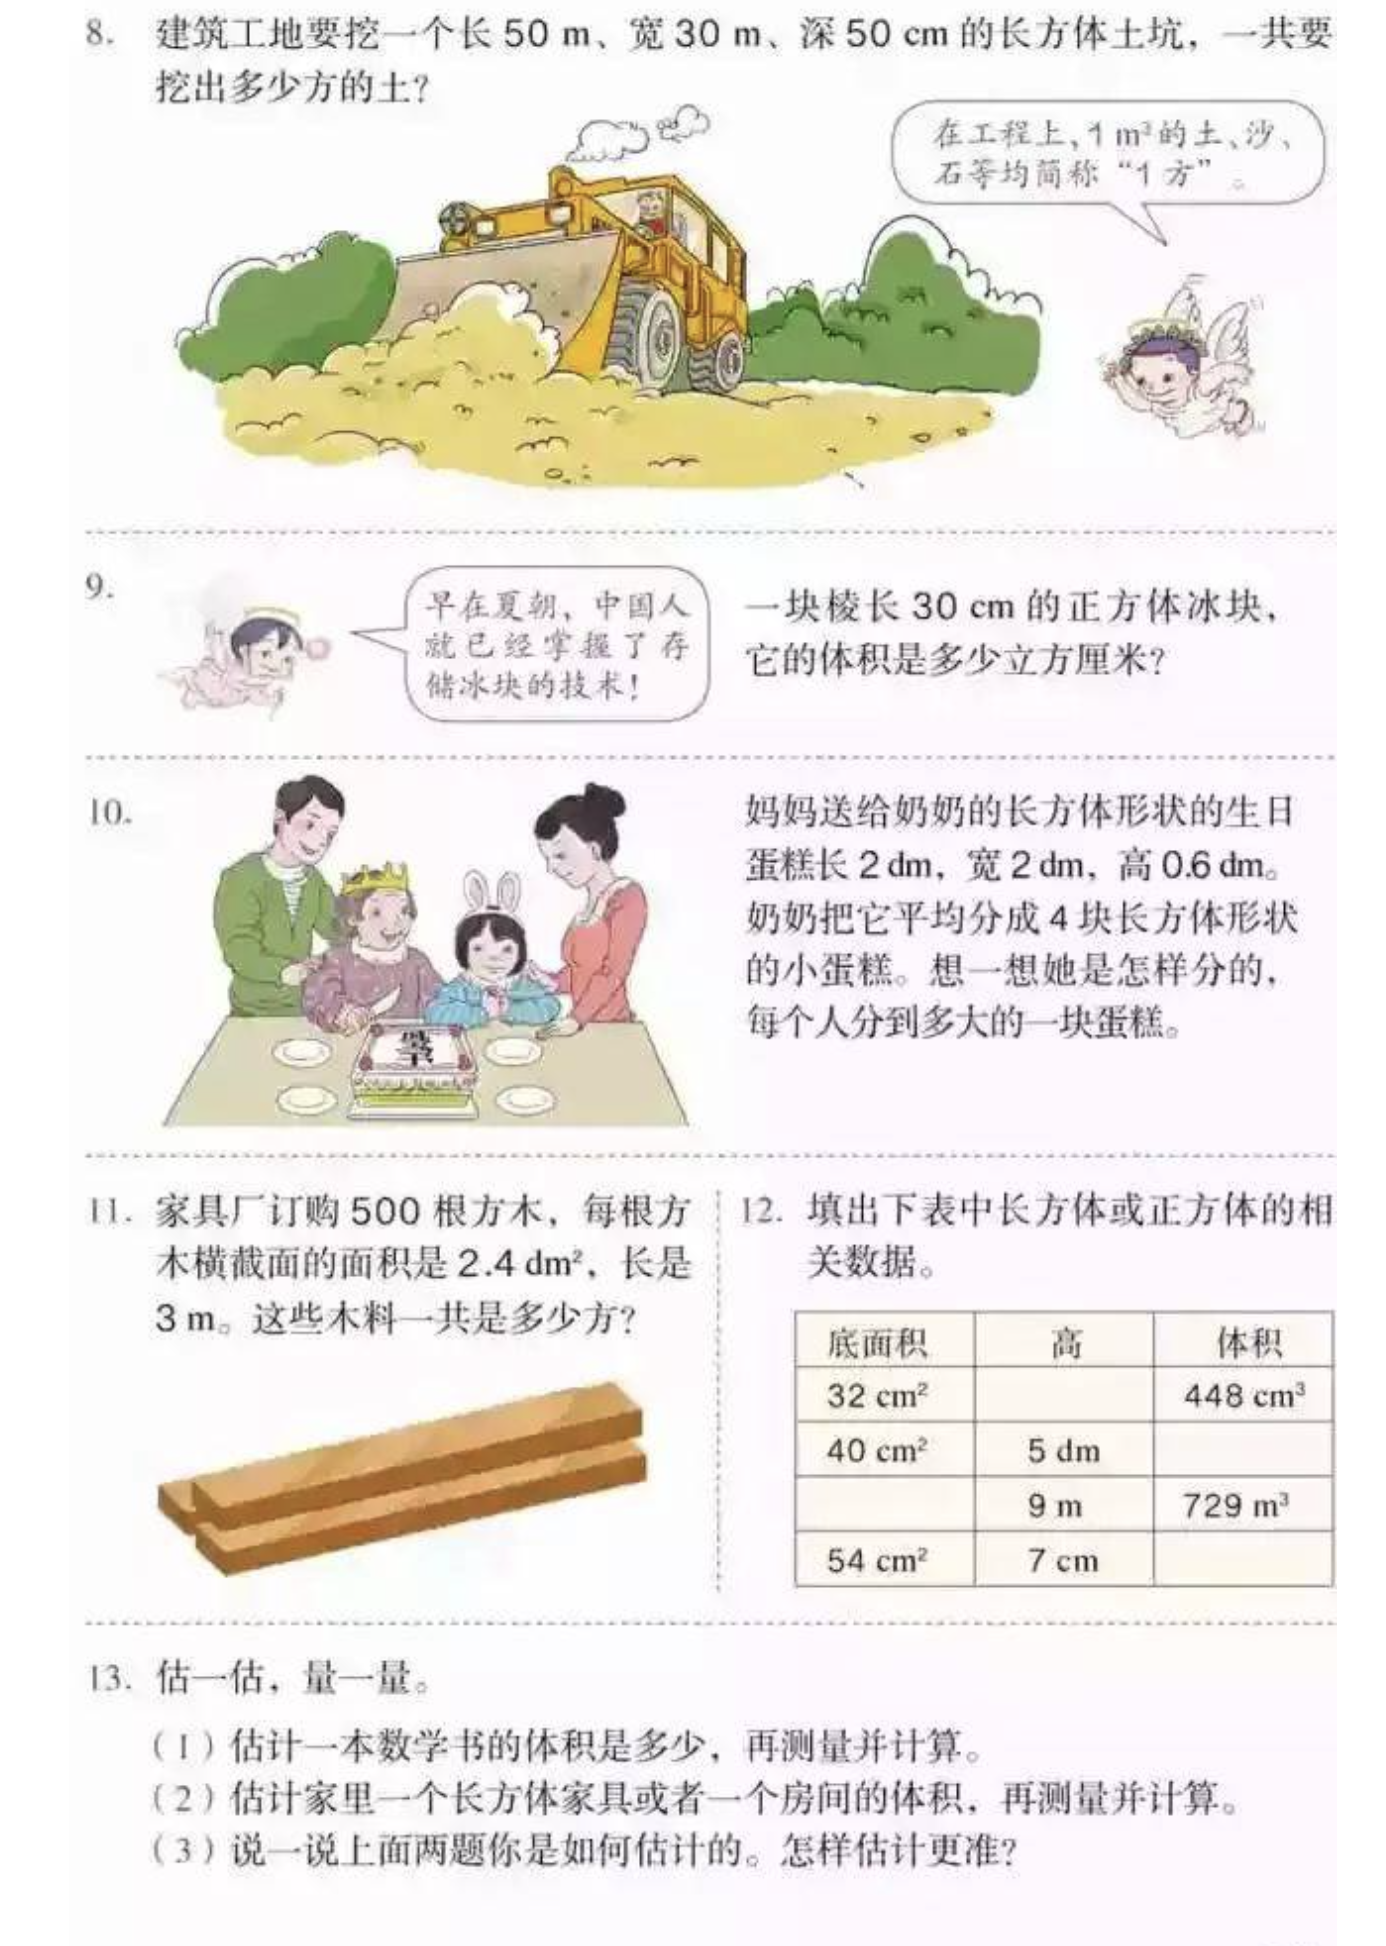 8. 建筑工地要挖一个长 50 m、宽 30 m、深 50 cm 的长方体土坑，一共要
挖出多少方的土？
在工程上，1 m³的土、沙、
石等均简称“1方”。
9.
早在夏朝，中国人
就已经掌握了存
储冰块的技术！
一块棱长 30 cm 的正方体冰块，
它的体积是多少立方厘米？
10.
妈妈送给奶奶的长方体形状的生日
蛋糕长 2 dm，宽 2 dm，高 0.6 dm。
奶奶把它平均分成 4 块长方体形状
的小蛋糕。想一想她是怎样分的，
每个人分到多大的一块蛋糕。
11. 家具厂订购 500 根方木，每根方
木横截面的面积是 2.4 dm²，长是
3 m。这些木料一共是多少方？
12. 填出下表中长方体或正方体的相
关数据。
底面积 高 体积
32 cm² 448 cm³
40 cm² 5 dm
9 m 729 m³
54 cm² 7 cm
13. 估一估，量一量。
（1）估计一本数学书的体积是多少，再测量并计算。
（2）估计家里一个长方体家具或者一个房间的体积，再测量并计算。
（3）说一说上面两题你是如何估计的。怎样估计更准？